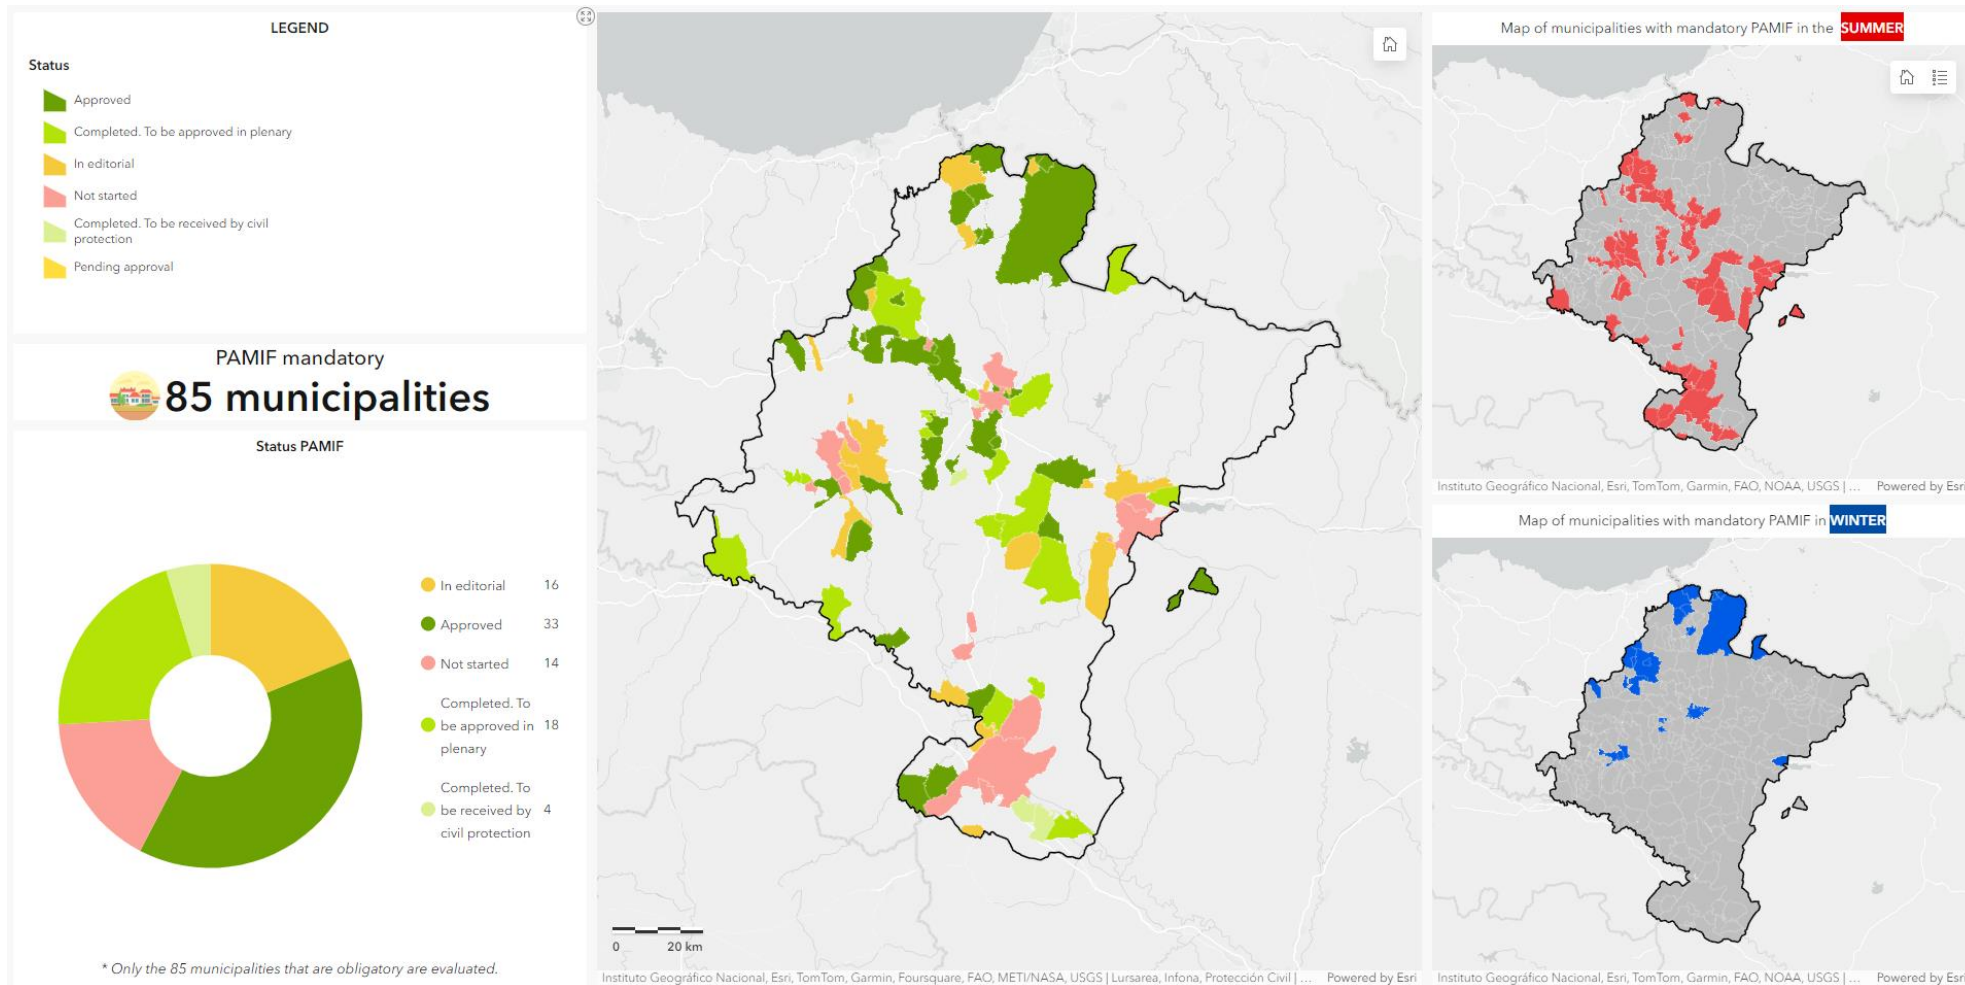 LEGEND
Status
Approved
Completed. To be approved in plenary
In editorial
Not started
Completed. To be received by civil
protection
Pending approval
PAMIF mandatory
85 municipalities
Status PAMIF
In editorial 16
Approved 33
Not started 14
Completed. To
be approved in 18
plenary
Completed. To
be received by 4
civil protection
* Only the 85 municipalities that are obligatory are evaluated.
0 20 km
Instituto Geográfico Nacional, Esri, TomTom, Garmin, Foursquare, FAO, METI/NASA, USGS | Lursarea, Infona, Protección Civil | ... Powered by Esri
Map of municipalities with mandatory PAMIF in the SUMMER
Instituto Geográfico Nacional, Esri, TomTom, Garmin, FAO, NOAA, USGS | ... Powered by Esri
Map of municipalities with mandatory PAMIF in WINTER
Instituto Geográfico Nacional, Esri, TomTom, Garmin, FAO, NOAA, USGS | ... Powered by Esri